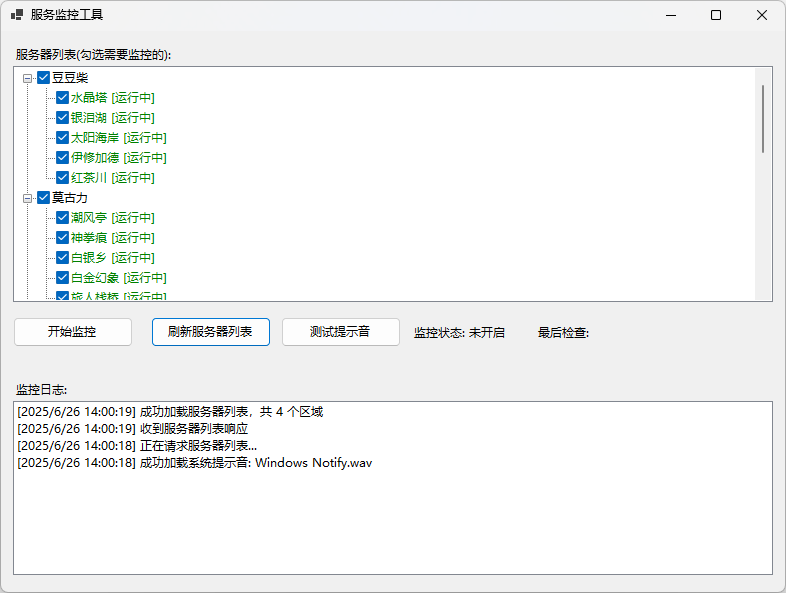 服务监控工具
服务器列表(勾选需要监控的):
豆豆柴
水晶塔 [运行中]
银泪湖 [运行中]
太阳海岸 [运行中]
伊修加德 [运行中]
红茶川 [运行中]
莫古力
潮风亭 [运行中]
神拳痕 [运行中]
白银乡 [运行中]
白金幻象 [运行中]
旅人栈桥 [运行中]
开始监控 刷新服务器列表 测试提示音 监控状态: 未开启 最后检查:
监控日志:
[2025/6/26 14:00:19] 成功加载服务器列表，共 4 个区域
[2025/6/26 14:00:19] 收到服务器列表响应
[2025/6/26 14:00:18] 正在请求服务器列表...
[2025/6/26 14:00:18] 成功加载系统提示音: Windows Notify.wav